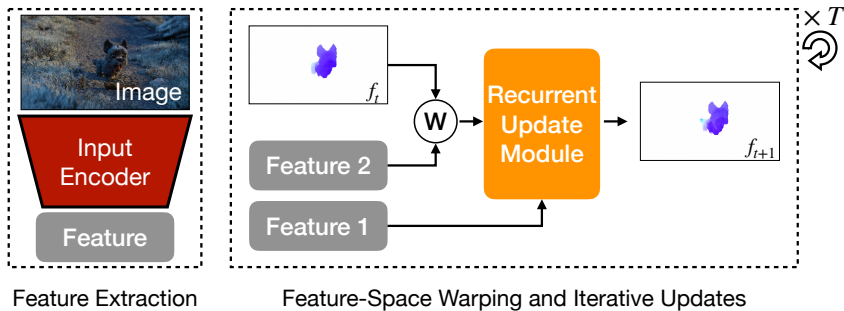 Image
Input
Encoder
Feature
Feature Extraction
f_t
W
Feature 2
Feature 1
Recurrent
Update
Module
f_{t+1}
× T
Feature-Space Warping and Iterative Updates